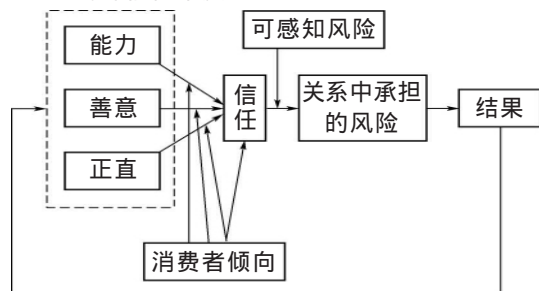 能力
善意
正直
可感知风险
信
任
关系中承担
的风险
结果
消费者倾向